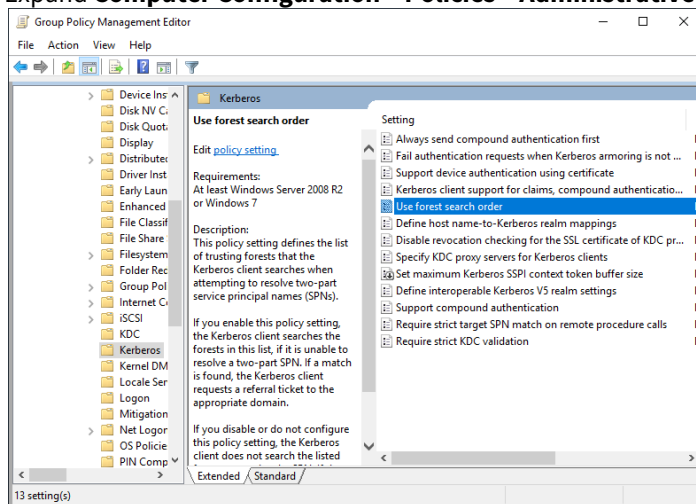 Expand Computer Configuration - Policies - Administrative
Group Policy Management Editor
File Action View Help
Device Ins
Disk NV Ca
Disk Quota
Display
Distributed
Driver Inst
Early Laun
Enhanced
File Classif
File Share
Filesystem
Folder Rec
Group Pol
Internet Co
iSCSI
KDC
Kerberos
Kernel DM
Locale Ser
Logon
Mitigation
Net Logor
OS Policie
PIN Comp
Kerberos
Use forest search order
Edit policy setting
Requirements:
At least Windows Server 2008 R2
or Windows 7
Description:
This policy setting defines the list
of trusting forests that the
Kerberos client searches when
attempting to resolve two-part
service principal names (SPNs).
If you enable this policy setting,
the Kerberos client searches the
forests in this list, if it is unable to
resolve a two-part SPN. If a match
is found, the Kerberos client
requests a referral ticket to the
appropriate domain.
If you disable or do not configure
this policy setting, the Kerberos
client does not search the listed
Setting
Always send compound authentication first
Fail authentication requests when Kerberos armoring is not ...
Support device authentication using certificate
Kerberos client support for claims, compound authenticatio...
Use forest search order
Define host name-to-Kerberos realm mappings
Disable revocation checking for the SSL certificate of KDC pr...
Specify KDC proxy servers for Kerberos clients
Set maximum Kerberos SSPI context token buffer size
Define interoperable Kerberos V5 realm settings
Support compound authentication
Require strict target SPN match on remote procedure calls
Require strict KDC validation
Extended Standard
13 setting(s)